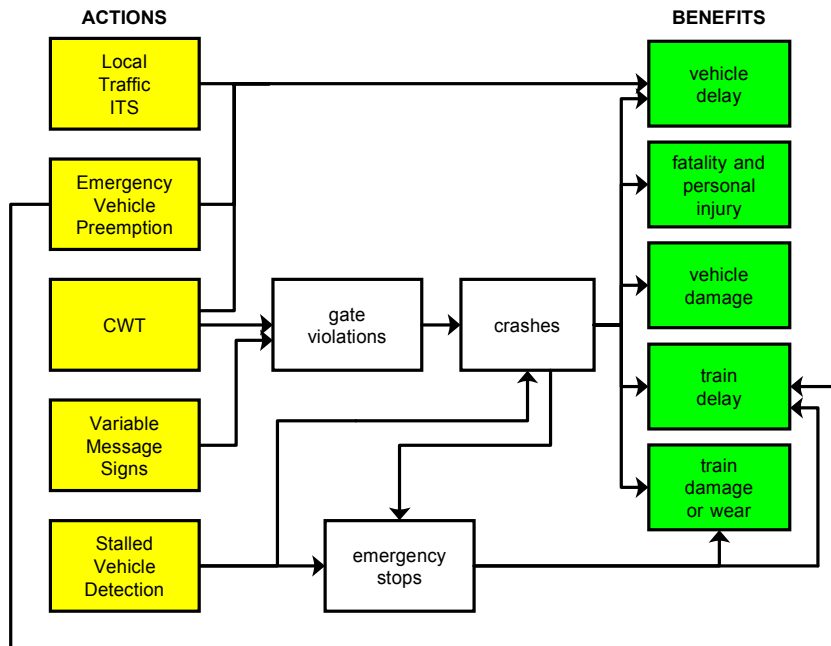 ACTIONS
BENEFITS
Local
Traffic
ITS
vehicle
delay
Emergency
Vehicle
Preemption
fatality and
personal
injury
CWT
gate
violations
crashes
vehicle
damage
Variable
Message
Signs
train
delay
train
damage
or wear
Stalled
Vehicle
Detection
emergency
stops